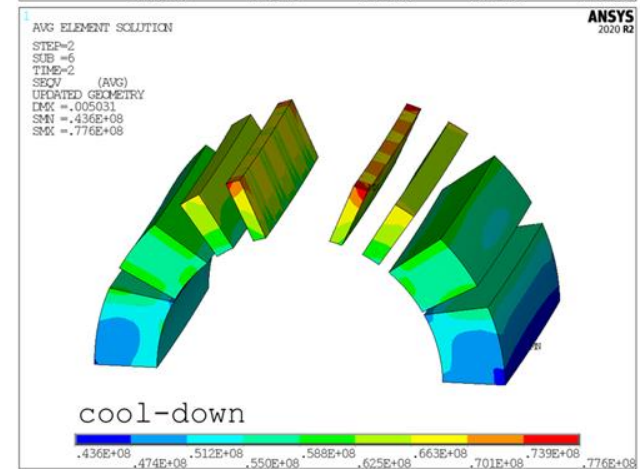 1
AVG ELEMENT SOLUTION
ANSYS
2020 R2
STEP=2
SUB =6
TIME=2
SEQV (AVG)
UPDATED GEOMETRY
DMX =.005031
SMN =.436E+08
SMX =.776E+08
cool-down
.436E+08 .512E+08 .588E+08 .663E+08 .739E+08
.474E+08 .550E+08 .625E+08 .701E+08 .776E+08